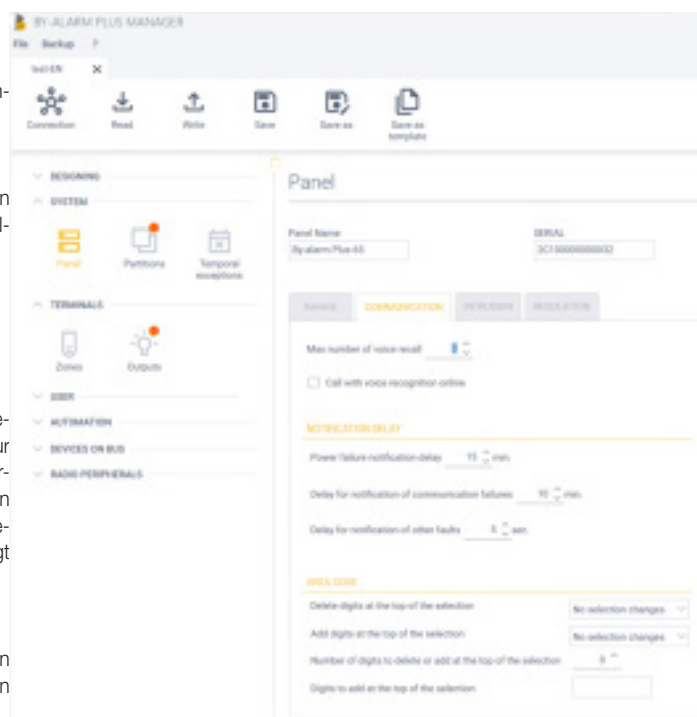 BY-ALARM PLUS MANAGER
File Backup ?
test-EN X
Connection Read Write Save Save as Save as template
DESIGNING
SYSTEM
Panel Partitions Temporal exceptions
TERMINALS
Zones Outputs
USER
AUTOMATION
DEVICES ON BUS
RADIO PERIPHERALS
Panel
Panel Name SERIAL
By-alarm Plus 65
COMMUNICATION INTRUSION REGULATION
Max number of voice recall
Call with voice recognition online
NOTIFICATION DELAY
Power failure notification delay 15 min.
Delay for notification of communication failures 10 min.
Delay for notification of other faults 5 sec.
AREA CODE
Delete digits at the top of the selection No selection changes
Add digits at the top of the selection No selection changes
Number of digits to delete or add at the top of the selection 0
Digits to add at the top of the selection
n-
n
l-
e-
ur
r-
n
e-
gt
n
n